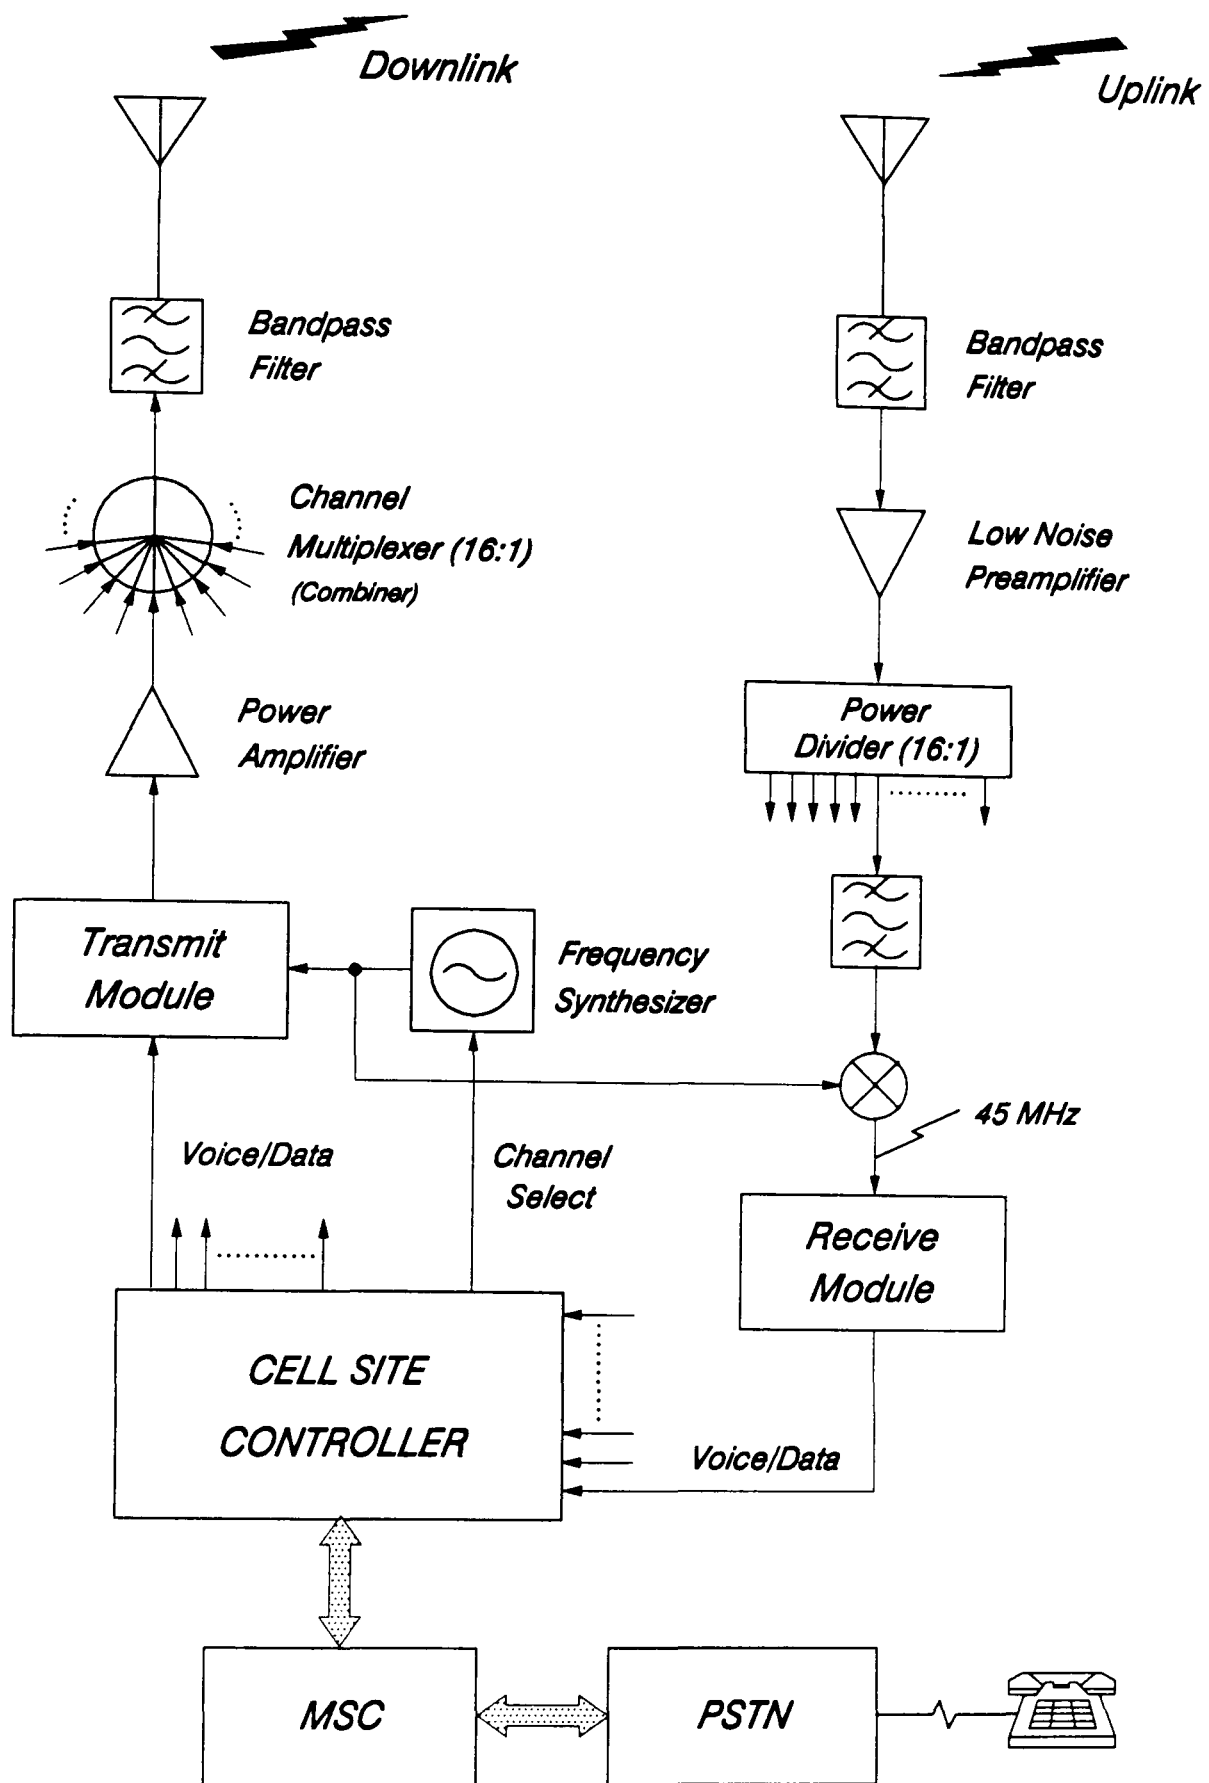 Downlink
Uplink
Bandpass
Filter
Bandpass
Filter
Channel
Multiplexer (16:1)
(Combiner)
Low Noise
Preamplifier
Power
Amplifier
Power
Divider (16:1)
Transmit
Module
Frequency
Synthesizer
45 MHz
Voice/Data
Channel
Select
Receive
Module
CELL SITE
CONTROLLER
Voice/Data
MSC
PSTN